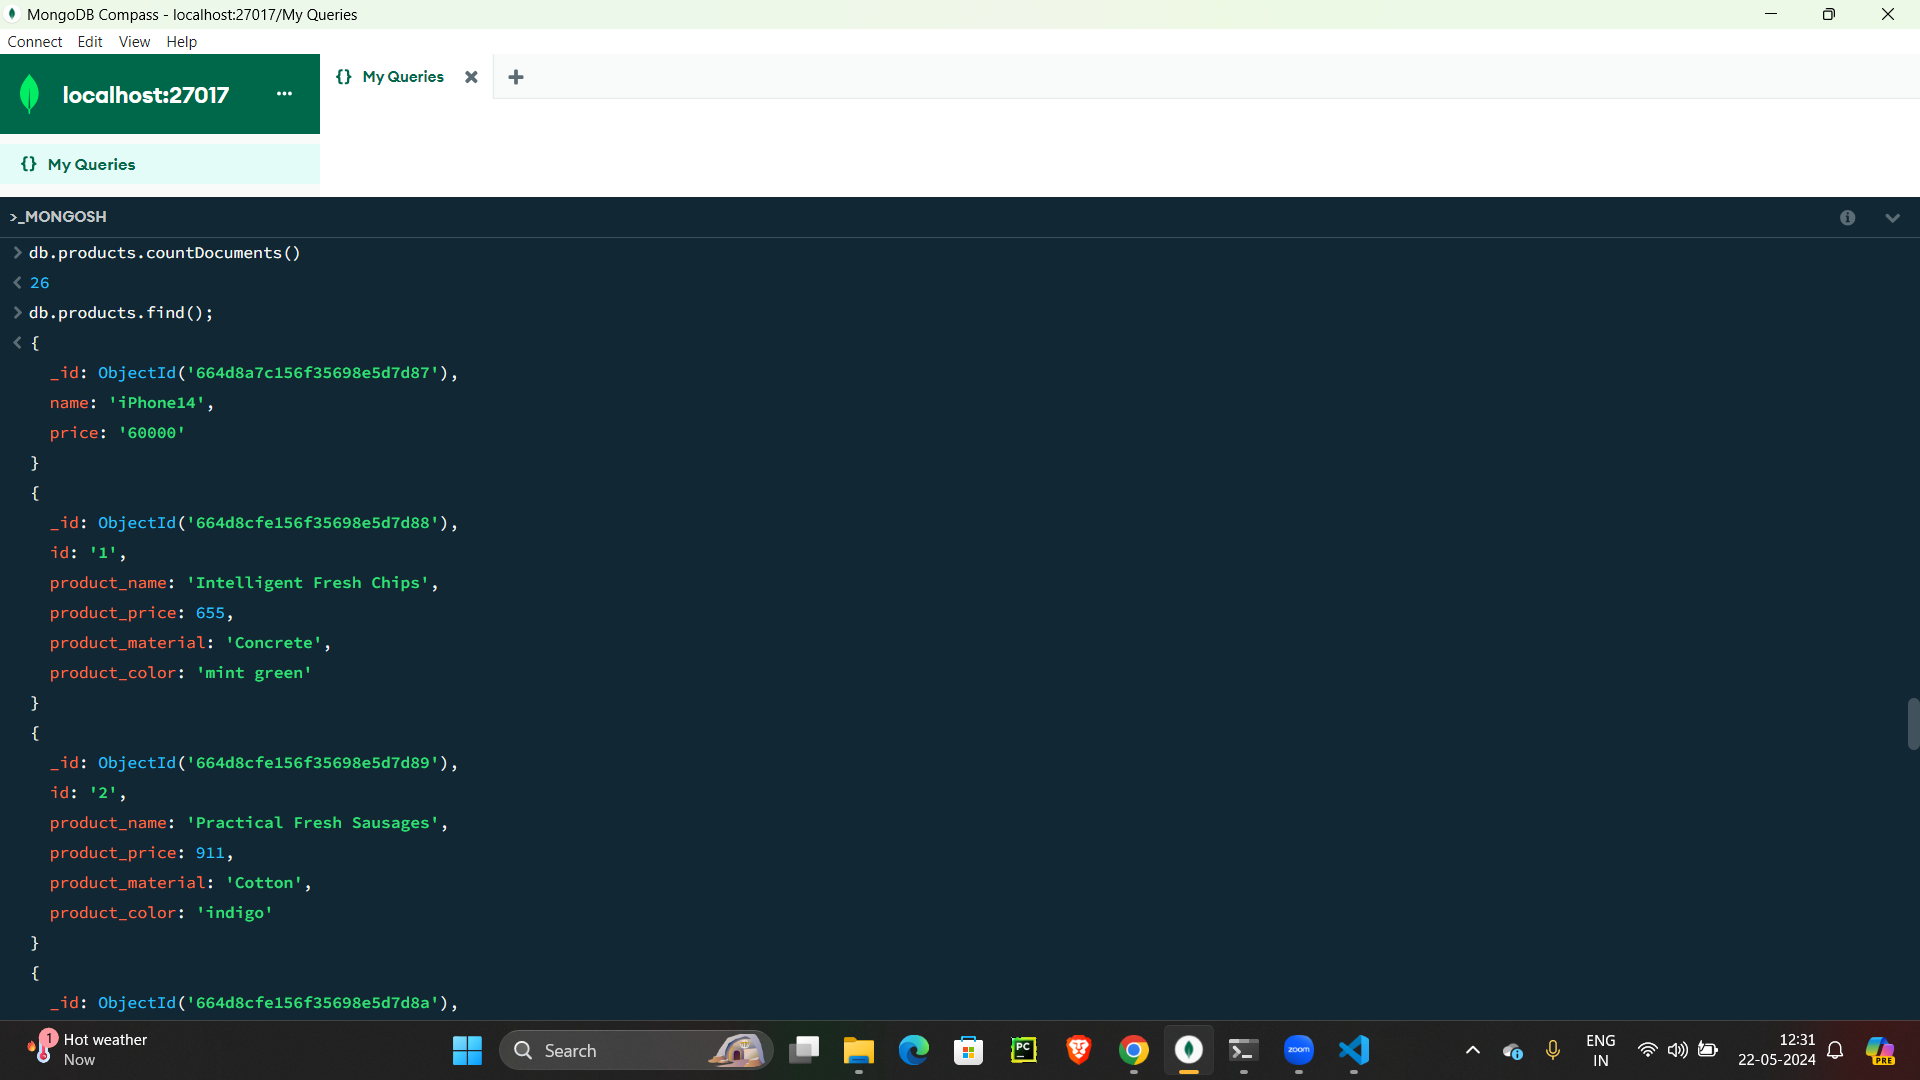 MongoDB Compass - localhost:27017/My Queries
Connect Edit View Help
localhost:27017 ...
{} My Queries
{} My Queries
>_MONGOSH
> db.products.countDocuments()
< 26
> db.products.find();
< {
_id: ObjectId('664d8a7c156f35698e5d7d87'),
name: 'iPhone14',
price: '60000'
}
{
_id: ObjectId('664d8cfe156f35698e5d7d88'),
id: '1',
product_name: 'Intelligent Fresh Chips',
product_price: 655,
product_material: 'Concrete',
product_color: 'mint green'
}
{
_id: ObjectId('664d8cfe156f35698e5d7d89'),
id: '2',
product_name: 'Practical Fresh Sausages',
product_price: 911,
product_material: 'Cotton',
product_color: 'indigo'
}
{
_id: ObjectId('664d8cfe156f35698e5d7d8a'),
1
Hot weather
Now
Search
PC
zoom
ENG
IN
12:31
22-05-2024
PRE